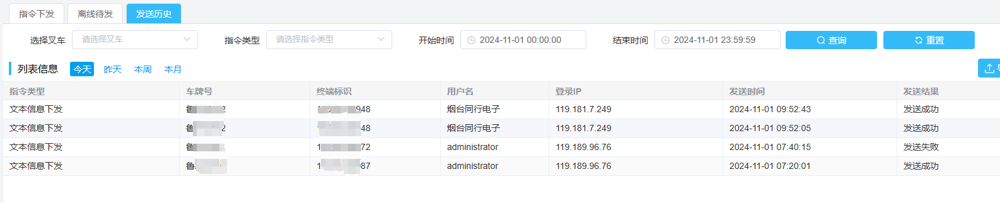 指令下发 离线待发 发送历史
选择叉车 请选择叉车 指令类型 请选择指令类型 开始时间 2024-11-01 00:00:00 结束时间 2024-11-01 23:59:59 查询 重置
列表信息 今天 昨天 本周 本月
指令类型 车牌号 终端标识 用户名 登录IP 发送时间 发送结果
文本信息下发 鲁 2 948 烟台同行电子 119.181.7.249 2024-11-01 09:52:43 发送成功
文本信息下发 鲁 2 48 烟台同行电子 119.181.7.249 2024-11-01 09:52:05 发送成功
文本信息下发 鲁 1 72 administrator 119.189.96.76 2024-11-01 07:40:15 发送失败
文本信息下发 鲁 1 987 administrator 119.189.96.76 2024-11-01 07:20:01 发送成功